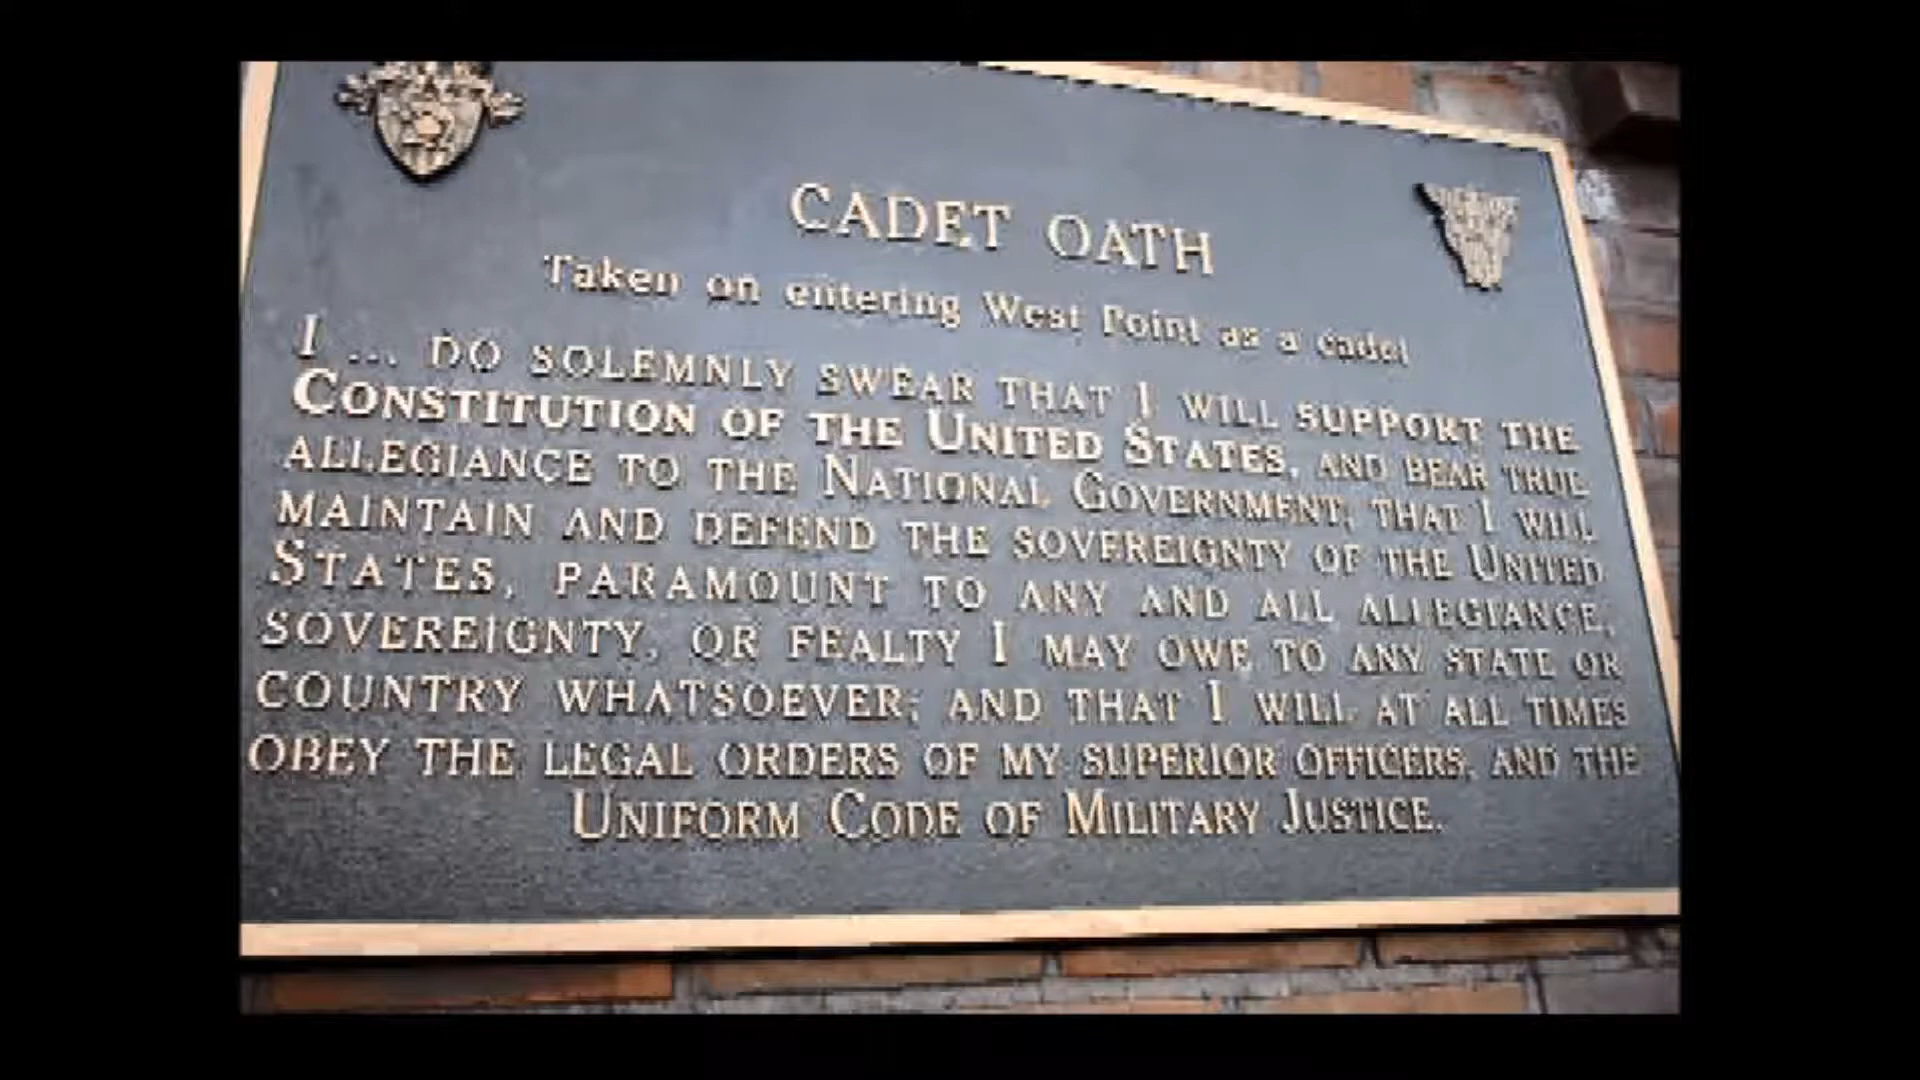 CADET OATH
Taken on entering West Point as a cadet
I ... DO SOLEMNLY SWEAR THAT I WILL SUPPORT THE
CONSTITUTION OF THE UNITED STATES, AND BEAR TRUE
ALLEGIANCE TO THE NATIONAL GOVERNMENT; THAT I WILL
MAINTAIN AND DEFEND THE SOVEREIGNTY OF THE UNITED
STATES, PARAMOUNT TO ANY AND ALL ALLEGIANCE,
SOVEREIGNTY, OR FEALTY I MAY OWE TO ANY STATE OR
COUNTRY WHATSOEVER; AND THAT I WILL AT ALL TIMES
OBEY THE LEGAL ORDERS OF MY SUPERIOR OFFICERS, AND THE
UNIFORM CODE OF MILITARY JUSTICE.